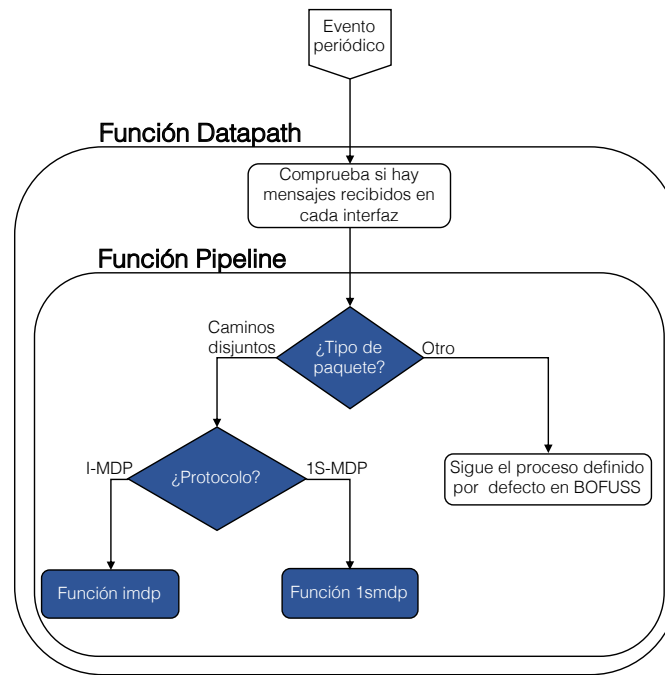 Evento
periódico
Función Datapath
Comprueba si hay
mensajes recibidos en
cada interfaz
Función Pipeline
Caminos
disjuntos
¿Tipo de
paquete?
Otro
I-MDP
¿Protocolo?
1S-MDP
Sigue el proceso definido
por defecto en BOFUSS
Función imdp
Función 1smdp